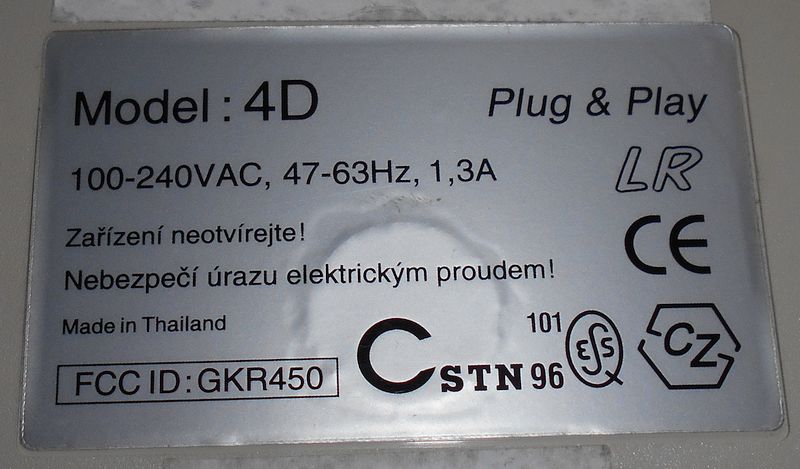 Model : 4D
Plug & Play
100-240VAC, 47-63Hz, 1,3A
LR
Zařízení neotvírejte!
CE
Nebezpečí úrazu elektrickým proudem!
Made in Thailand
101
FCC ID : GKR450
C STN 96
ESS
CZ